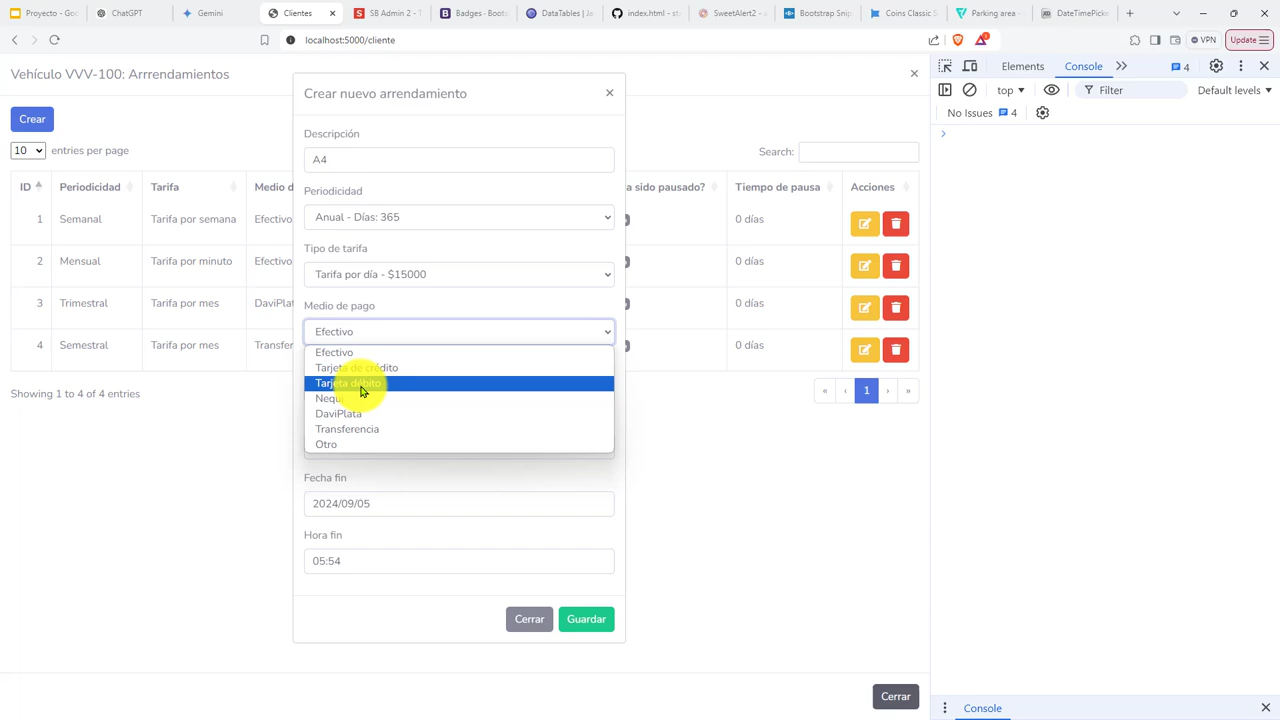 Proyecto - Go
ChatGPT
Gemini
Clientes
SB Admin 2 - T
Badges - Boots
DataTables | Ja
index.html - st
SweetAlert2 - a
Bootstrap Snip
Coins Classic S
Parking area -
DateTimePick
localhost:5000/cliente
VPN
Update
Vehículo VVV-100: Arrrendamientos
Crear
10 entries per page
Search:
ID Periodicidad Tarifa Medio d
a sido pausado? Tiempo de pausa Acciones
1 Semanal Tarifa por semana Efectivo 0 días
2 Mensual Tarifa por minuto Efectivo 0 días
3 Trimestral Tarifa por mes DaviPlat 0 días
4 Semestral Tarifa por mes Transfer 0 días
Showing 1 to 4 of 4 entries
« ‹ 1 › »
Crear nuevo arrendamiento
Descripción
A4
Periodicidad
Anual - Días: 365
Tipo de tarifa
Tarifa por día - $15000
Medio de pago
Efectivo
Efectivo
Tarjeta de crédito
Tarjeta débito
Nequi
DaviPlata
Transferencia
Otro
Fecha fin
2024/09/05
Hora fin
05:54
Cerrar
Guardar
Cerrar
Elements
Console
4
top
Filter
Default levels
No Issues 4
Console